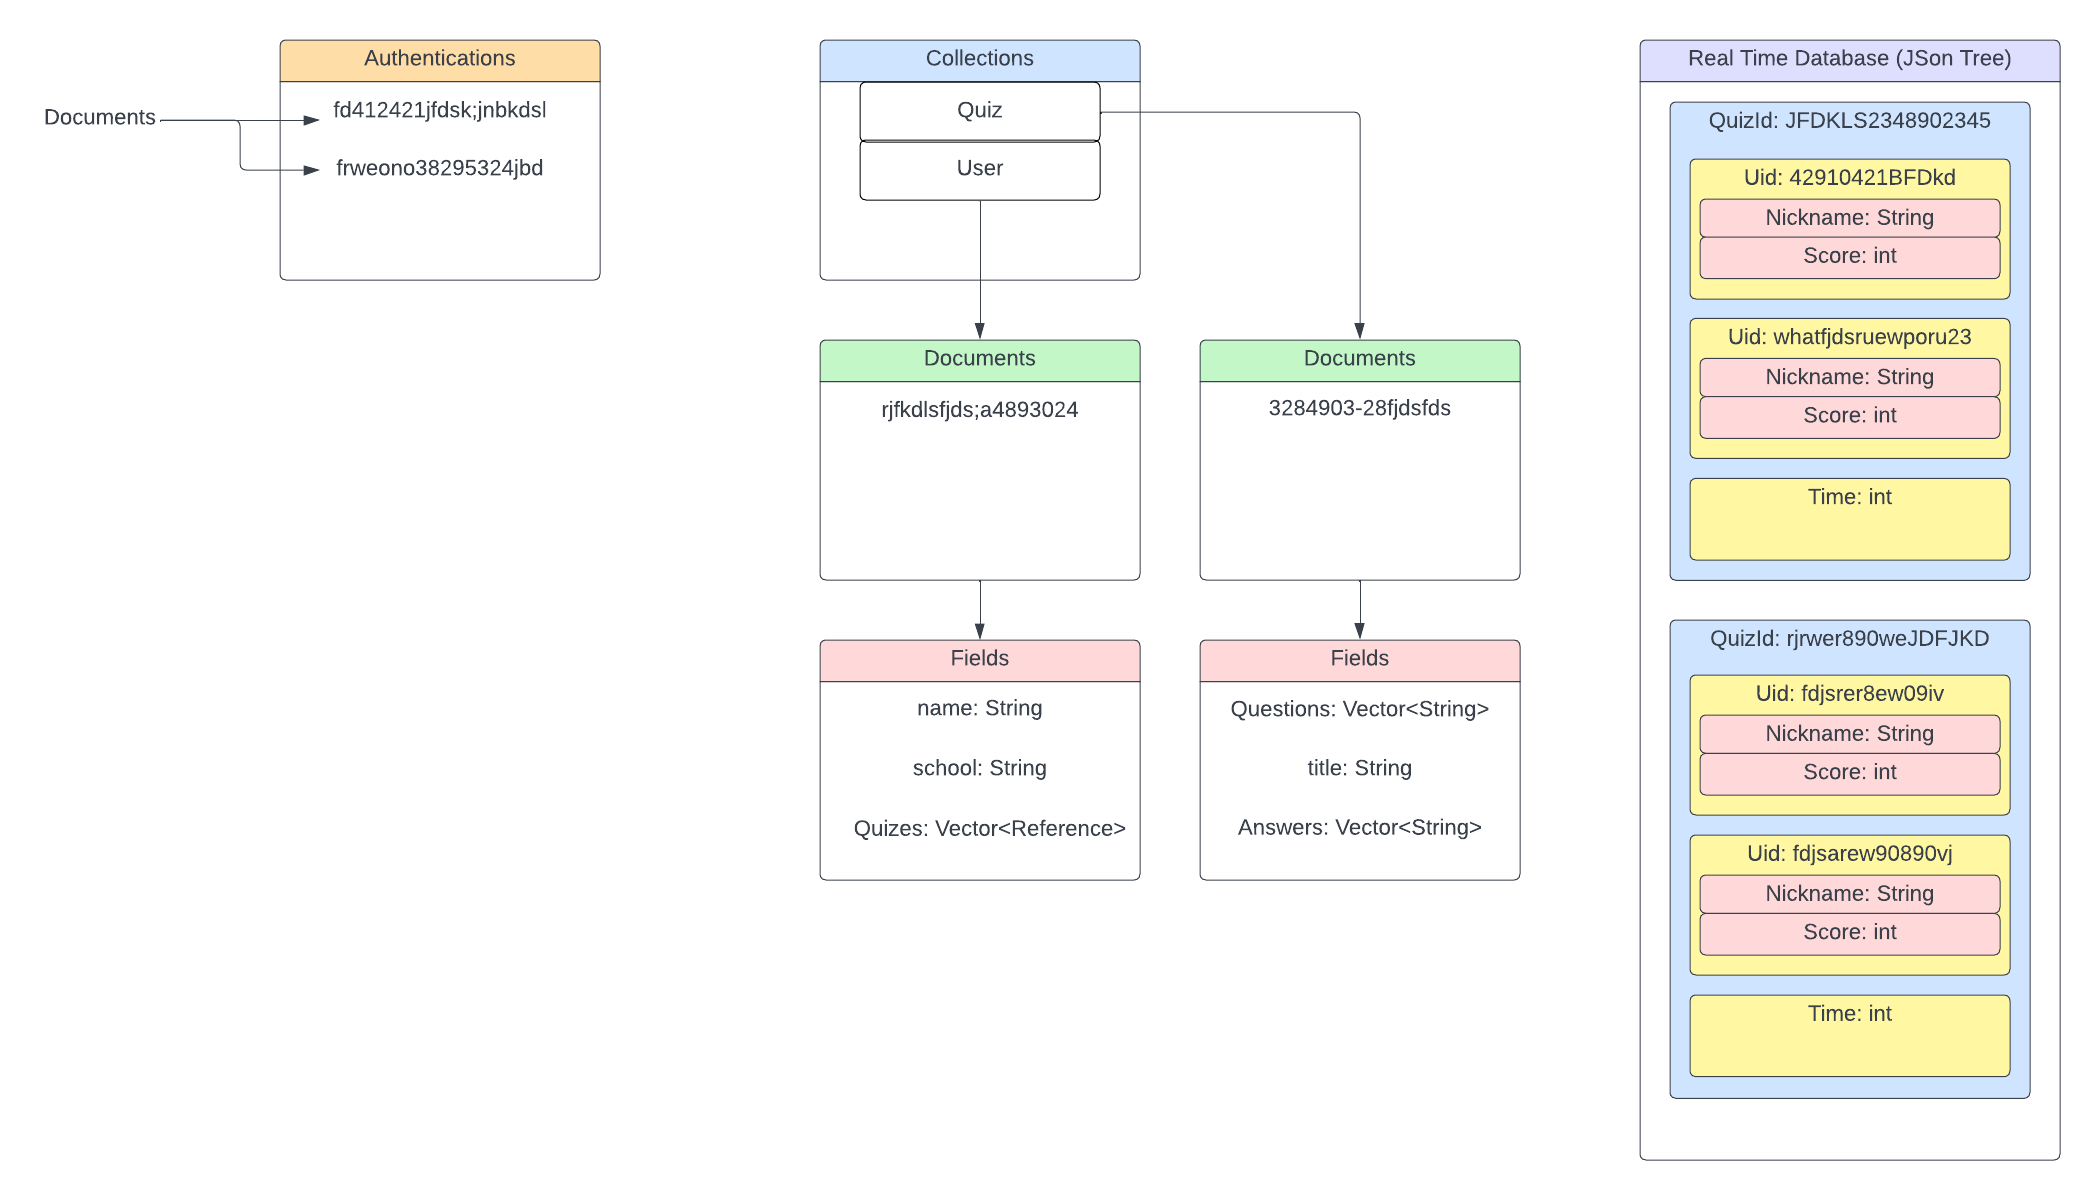 Authentications
Documents
fd412421jfdsk;jnbkdsl
frweono38295324jbd
Collections
Quiz
User
Documents
rjfkdlsfjds;a4893024
Fields
name: String
school: String
Quizes: Vector<Reference>
Documents
3284903-28fjdsfds
Fields
Questions: Vector<String>
title: String
Answers: Vector<String>
Real Time Database (JSon Tree)
QuizId: JFDKLS2348902345
Uid: 42910421BFDkd
Nickname: String
Score: int
Uid: whatfjdsruewporu23
Nickname: String
Score: int
Time: int
QuizId: rjrwer890weJDFJKD
Uid: fdjsrer8ew09iv
Nickname: String
Score: int
Uid: fdjsarew90890vj
Nickname: String
Score: int
Time: int